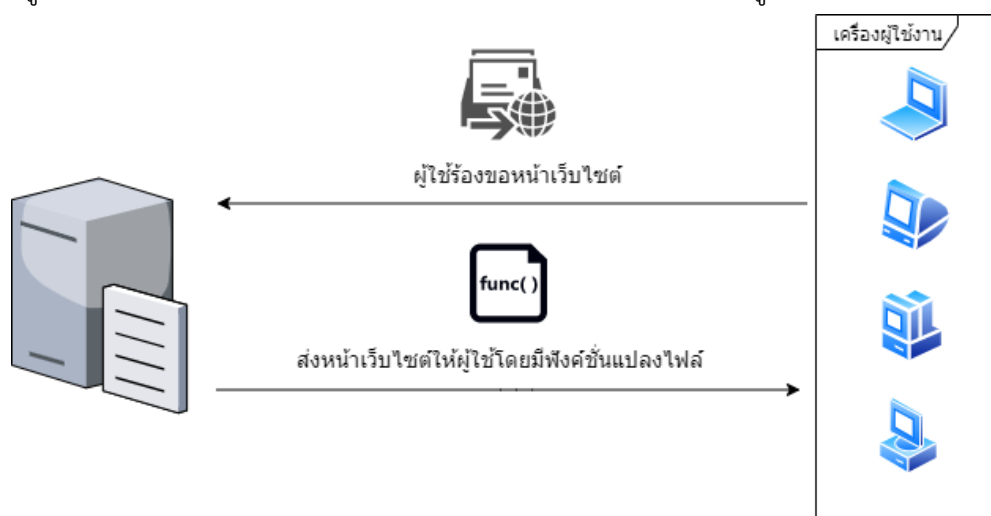 เครื่องผู้ใช้งาน
ผู้ใช้ร้องขอหน้าเว็บไซต์
func( )
ส่งหน้าเว็บไซต์ให้ผู้ใช้โดยมีฟังค์ชั่นแปลงไฟล์